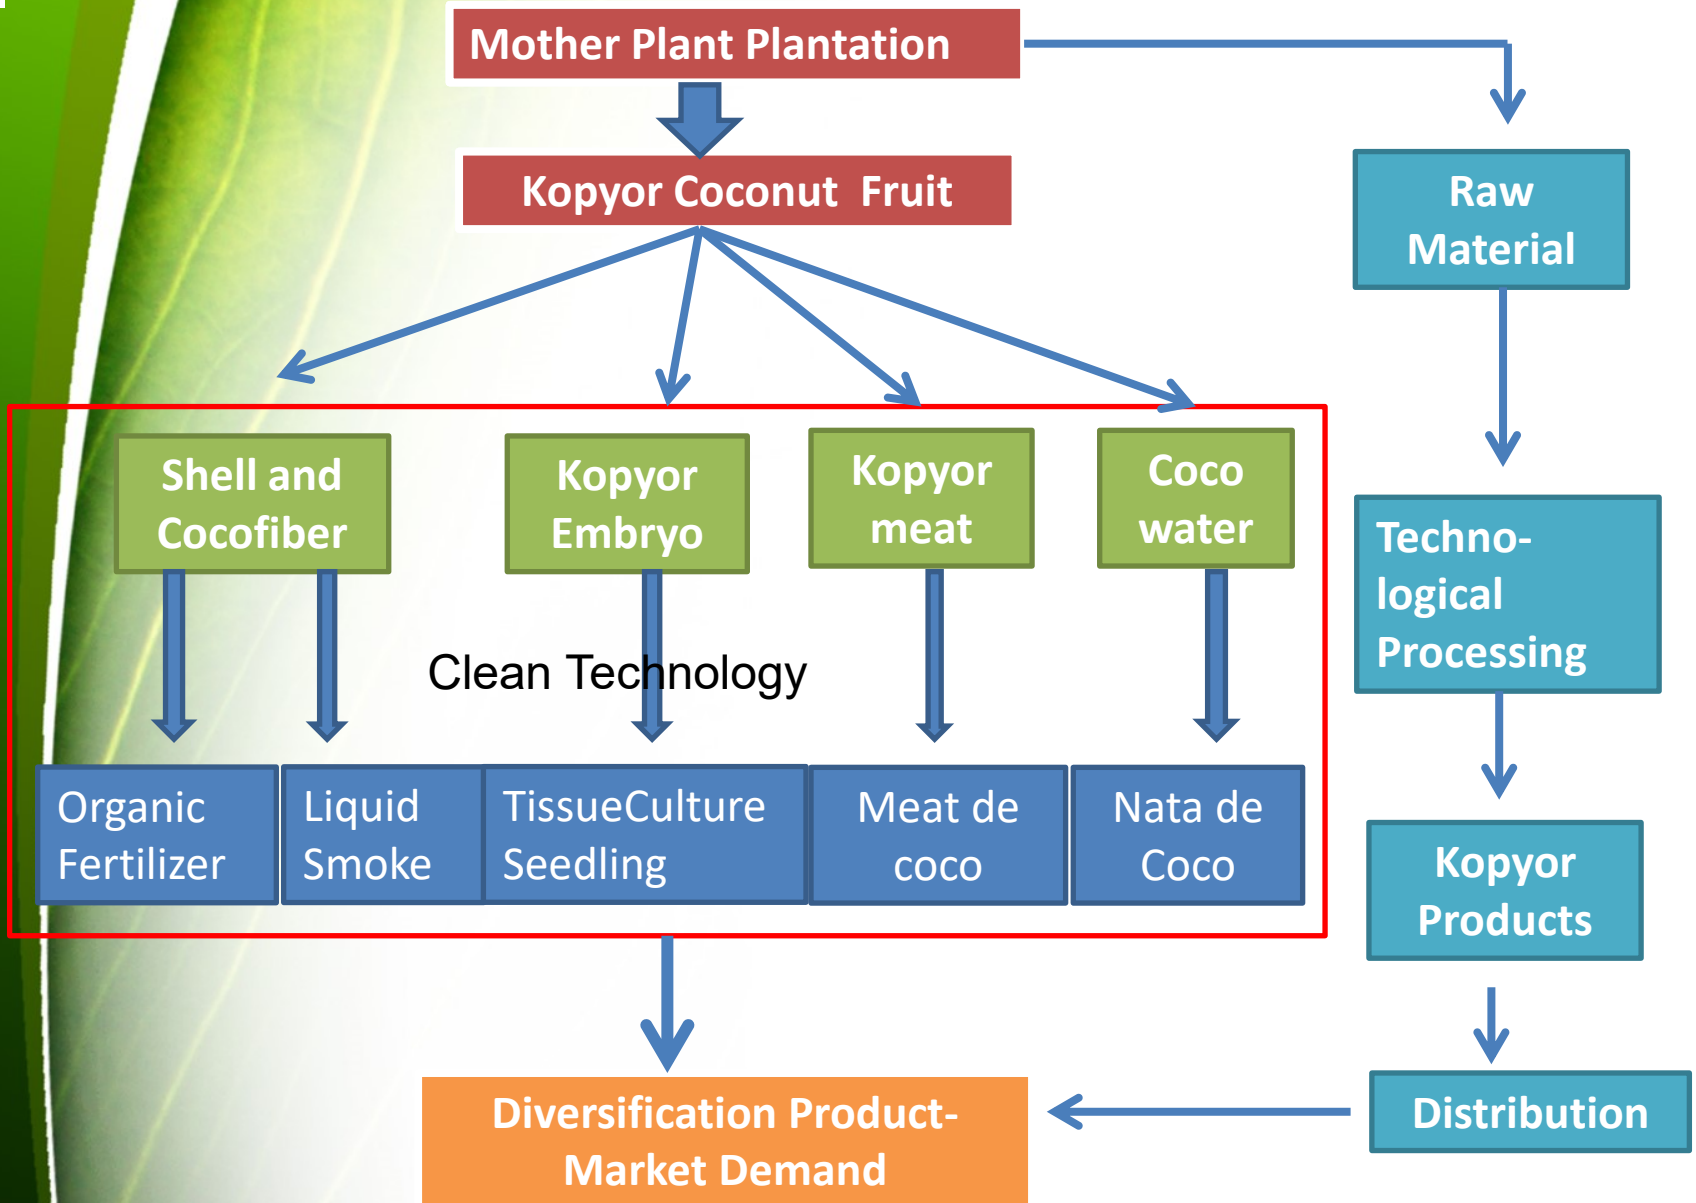 Mother Plant Plantation
Kopyor Coconut  Fruit
Raw
Material
Shell and
Cocofiber
Kopyor
Embryo
Kopyor
meat
Coco
water
Techno-
logical
Processing
Clean Technology
Organic
Fertilizer
Liquid
Smoke
TissueCulture
Seedling
Meat de
coco
Nata de
Coco
Kopyor
Products
Distribution
Diversification Product-
Market Demand